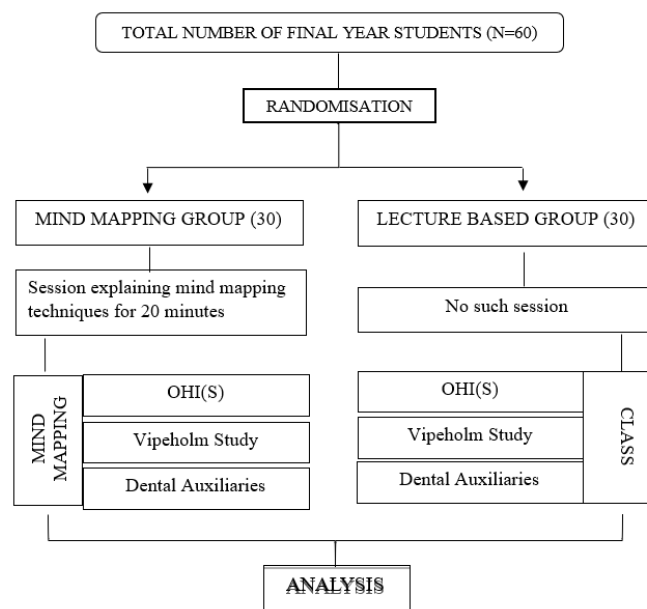 TOTAL NUMBER OF FINAL YEAR STUDENTS (N=60)
RANDOMISATION
MIND MAPPING GROUP (30)
LECTURE BASED GROUP (30)
Session explaining mind mapping
techniques for 20 minutes
No such session
MIND
MAPPING
OHI(S)
Vipeholm Study
Dental Auxiliaries
OHI(S)
Vipeholm Study
Dental Auxiliaries
CLASS
ANALYSIS